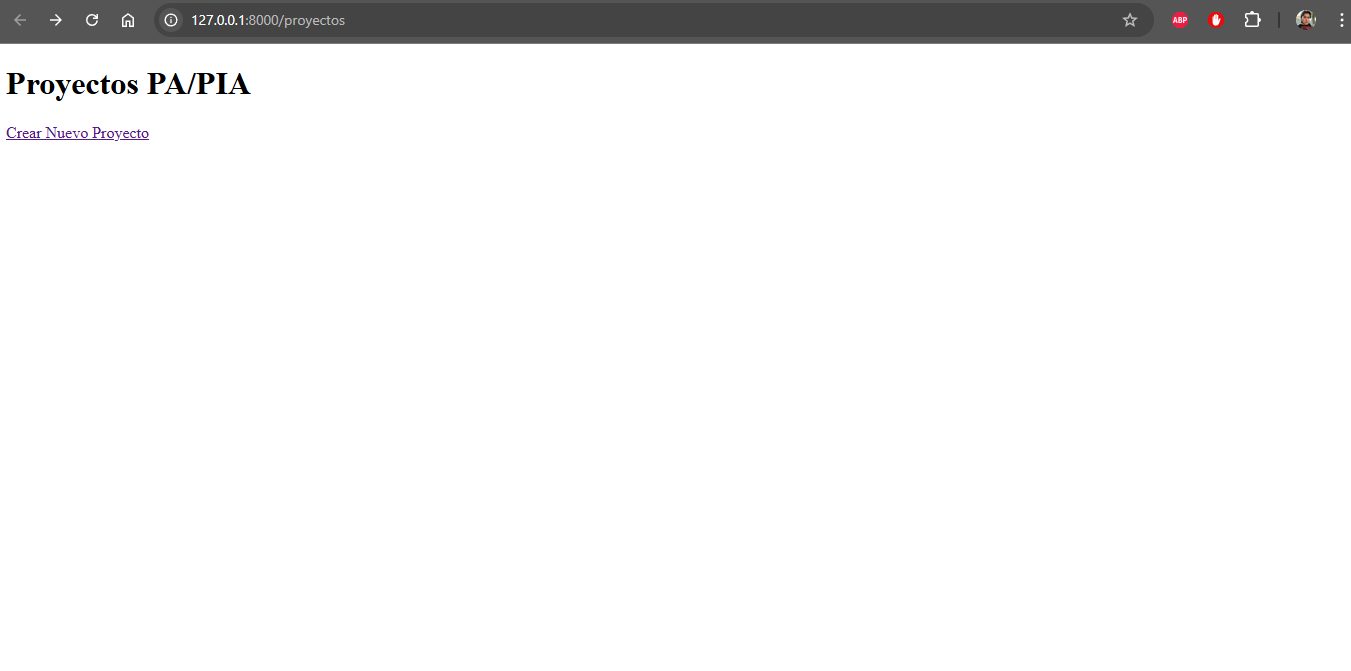 127.0.0.1:8000/proyectos
ABP
Proyectos PA/PIA
Crear Nuevo Proyecto